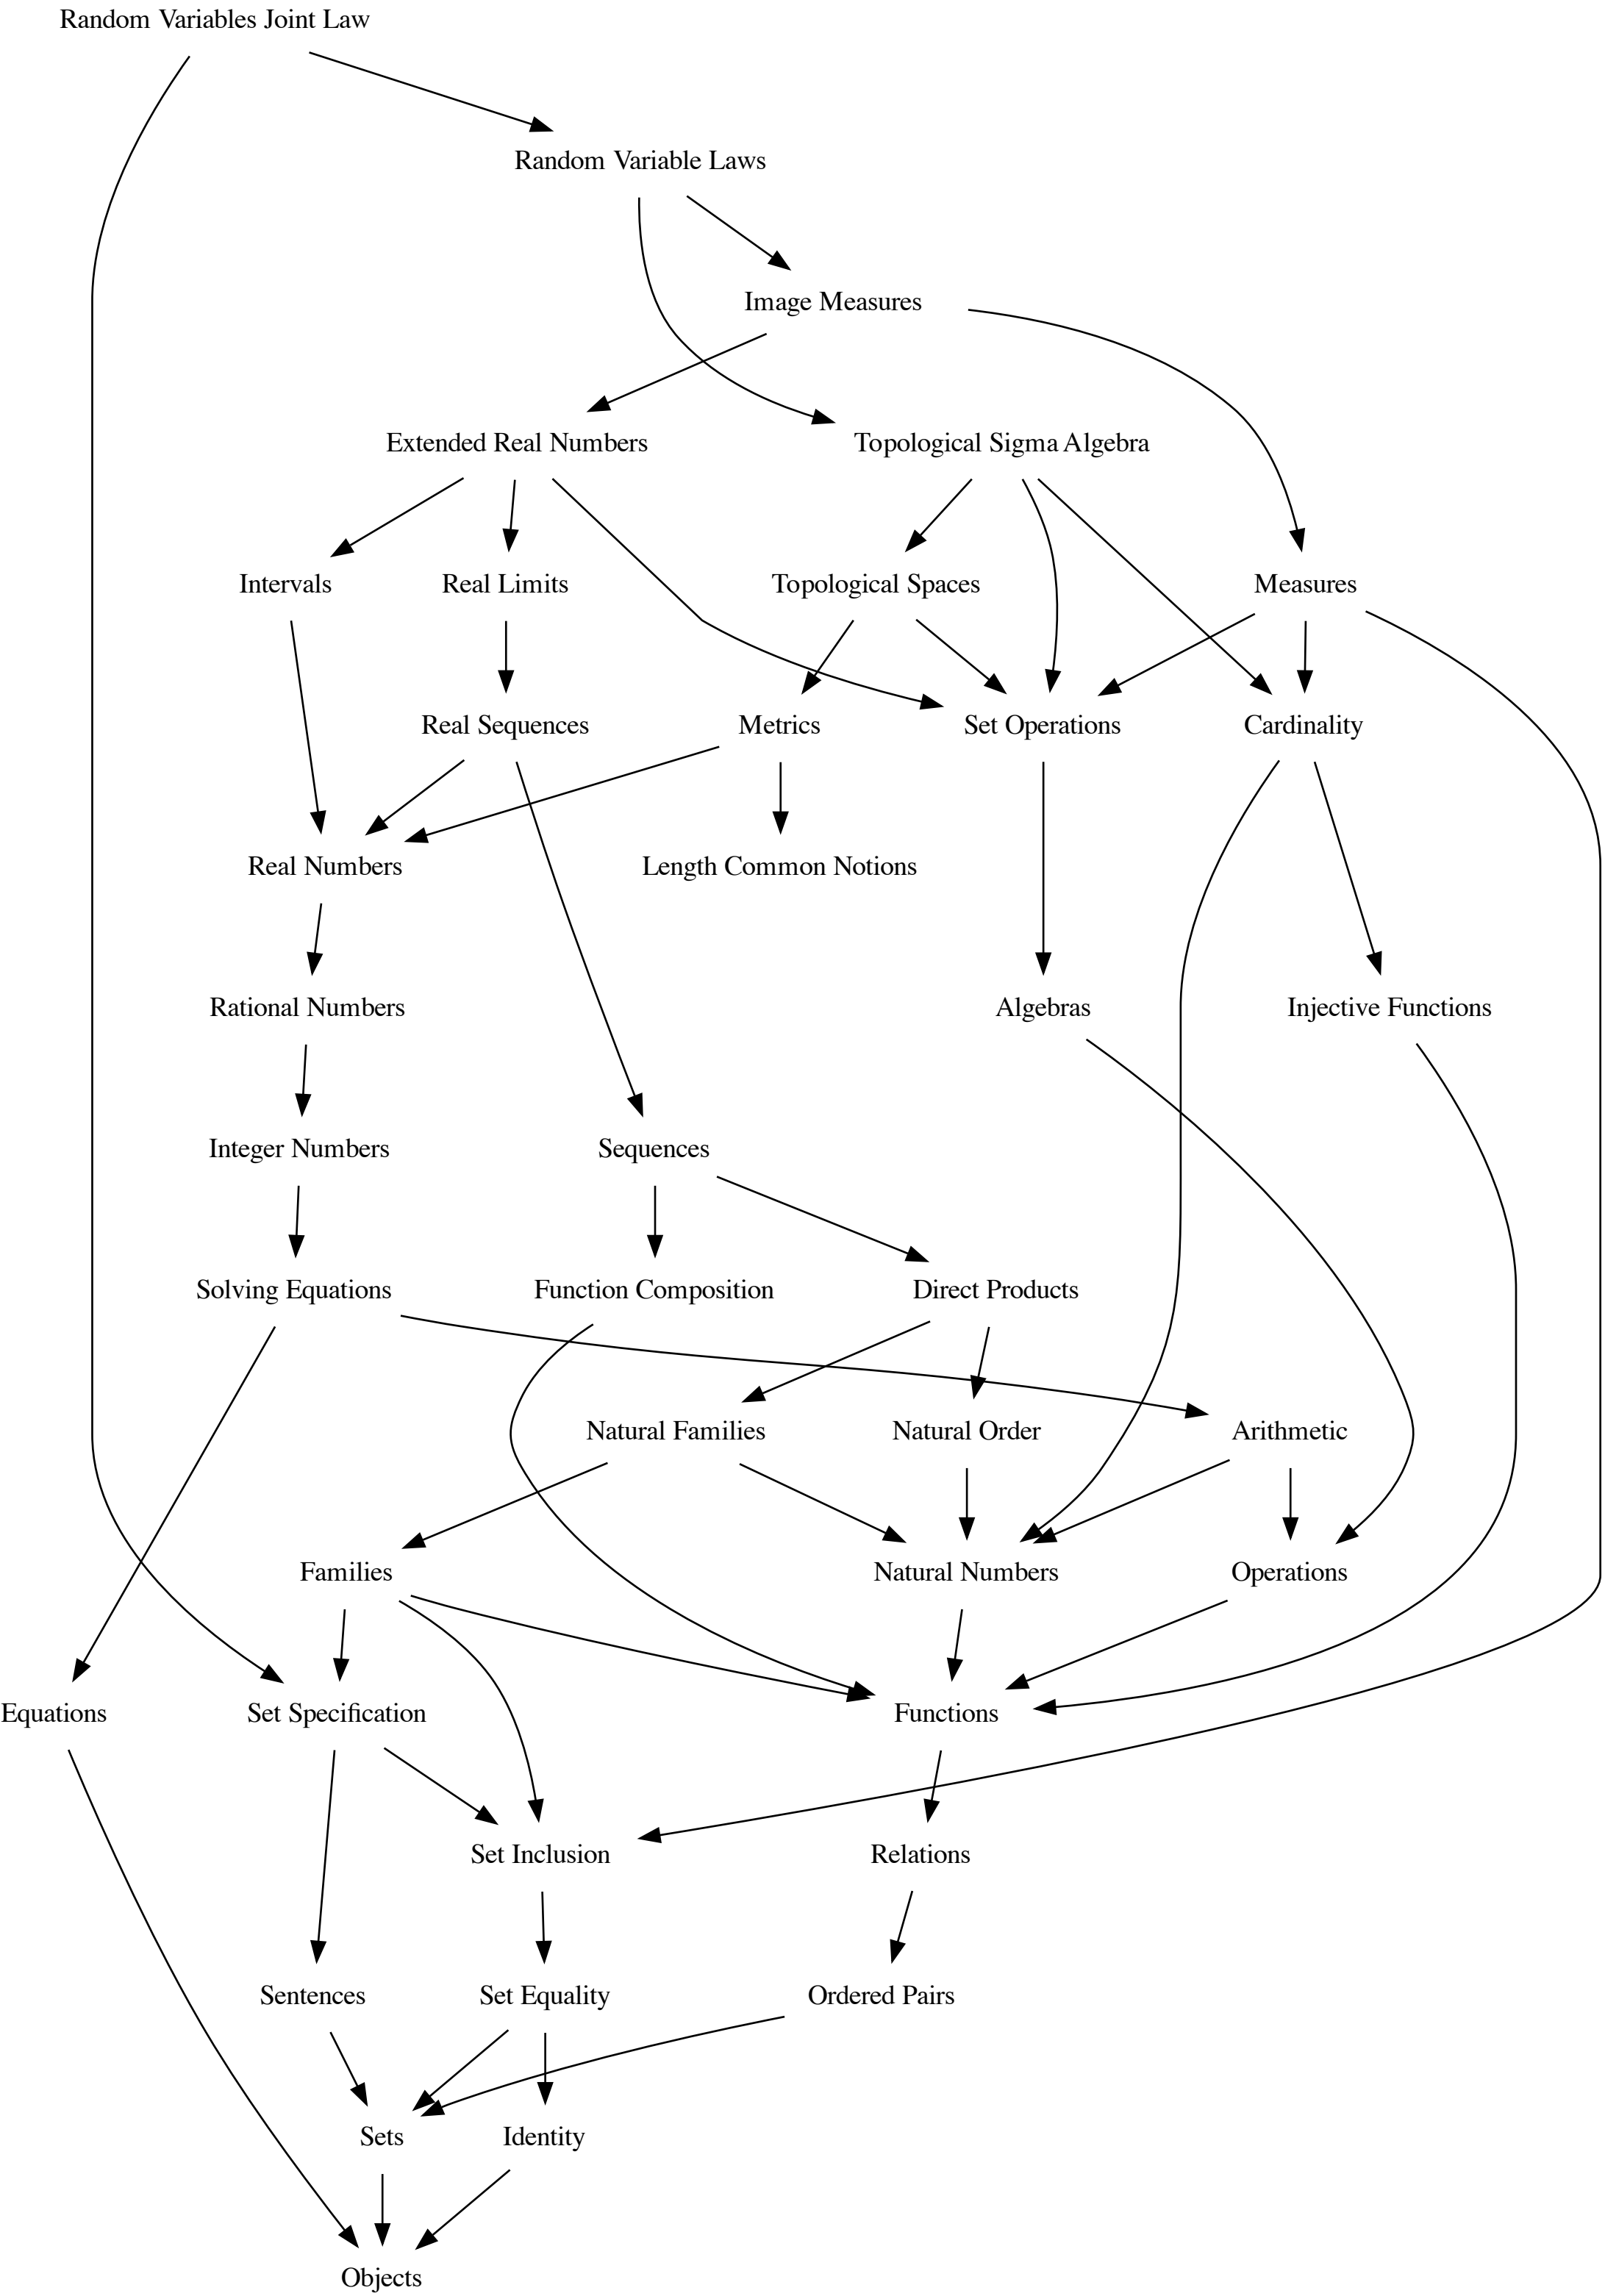 Random Variables Joint Law
Random Variable Laws
Image Measures
Extended Real Numbers
Topological Sigma Algebra
Intervals
Real Limits
Topological Spaces
Measures
Real Sequences
Metrics
Set Operations
Cardinality
Real Numbers
Length Common Notions
Rational Numbers
Algebras
Injective Functions
Integer Numbers
Sequences
Solving Equations
Function Composition
Direct Products
Natural Families
Natural Order
Arithmetic
Families
Natural Numbers
Operations
Equations
Set Specification
Functions
Set Inclusion
Relations
Sentences
Set Equality
Ordered Pairs
Sets
Identity
Objects